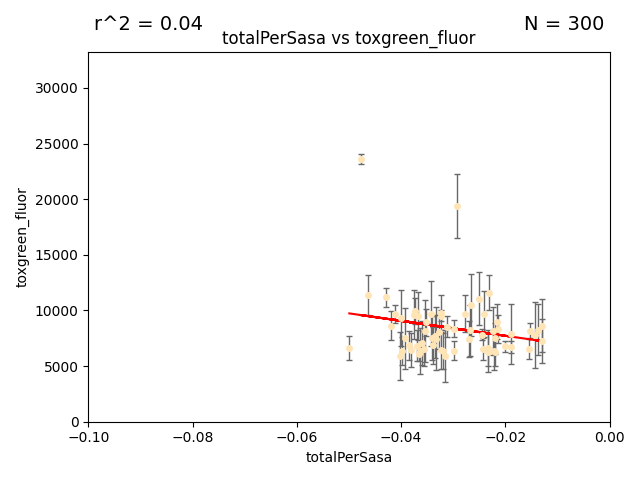 r^2 = 0.04
N = 300
totalPerSasa vs toxgreen_fluor
30000
25000
20000
15000
10000
5000
0
toxgreen_fluor
−0.10
−0.08
−0.06
−0.04
−0.02
0.00
totalPerSasa